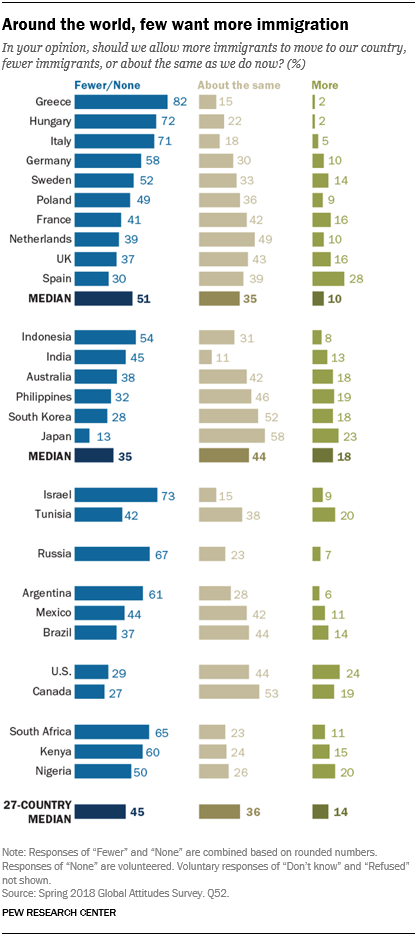 Around the world, few want more immigration
In your opinion, should we allow more immigrants to move to our country,
fewer immigrants, or about the same as we do now? (%)
Fewer/None About the same More
Greece 82 15 2
Hungary 72 22 2
Italy 71 18 5
Germany 58 30 10
Sweden 52 33 14
Poland 49 36 9
France 41 42 16
Netherlands 39 49 10
UK 37 43 16
Spain 30 39 28
MEDIAN 51 35 10
Indonesia 54 31 8
India 45 11 13
Australia 38 42 18
Philippines 32 46 19
South Korea 28 52 18
Japan 13 58 23
MEDIAN 35 44 18
Israel 73 15 9
Tunisia 42 38 20
Russia 67 23 7
Argentina 61 28 6
Mexico 44 42 11
Brazil 37 44 14
U.S. 29 44 24
Canada 27 53 19
South Africa 65 23 11
Kenya 60 24 15
Nigeria 50 26 20
27-COUNTRY
MEDIAN 45 36 14
Note: Responses of “Fewer” and “None” are combined based on rounded numbers.
Responses of “None” are volunteered. Voluntary responses of “Don’t know” and “Refused”
not shown.
Source: Spring 2018 Global Attitudes Survey. Q52.
PEW RESEARCH CENTER